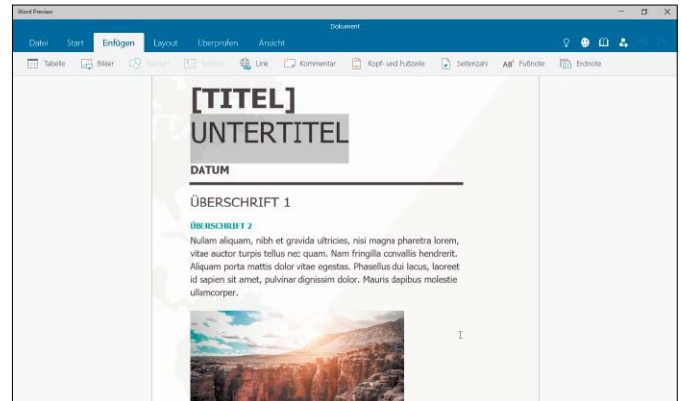 Word Preview
Dokument
Datei Start Einfügen Layout Überprüfen Ansicht
Tabelle Bilder Formen Textfeld Link Kommentar Kopf- und Fußzeile Seitenzahl AB¹ Fußnote Endnote
[TITEL]
UNTERTITEL
DATUM
ÜBERSCHRIFT 1
ÜBERSCHRIFT 2
Nullam aliquam, nibh et gravida ultricies, nisi magna pharetra lorem,
vitae auctor turpis tellus nec quam. Nam fringilla convallis hendrerit.
Aliquam porta mattis dolor vitae egestas. Phasellus dui lacus, laoreet
id sapien sit amet, pulvinar dignissim dolor. Mauris dapibus molestie
ullamcorper.